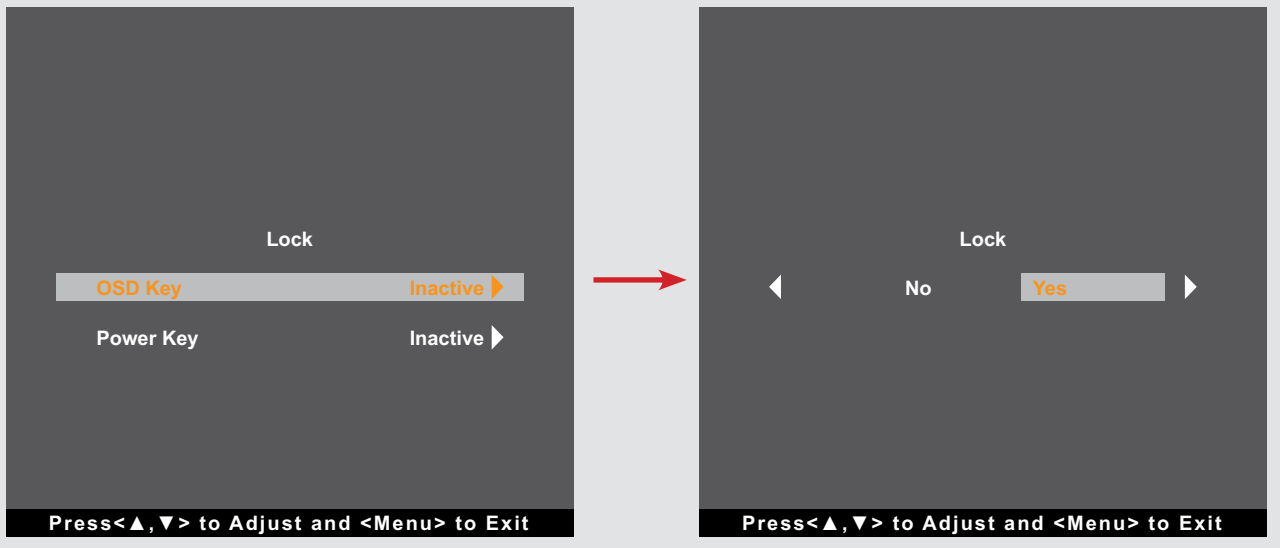 Lock
OSD Key Inactive
Power Key Inactive
Press<▲,▼> to Adjust and <Menu> to Exit
Lock
No Yes
Press<▲,▼> to Adjust and <Menu> to Exit